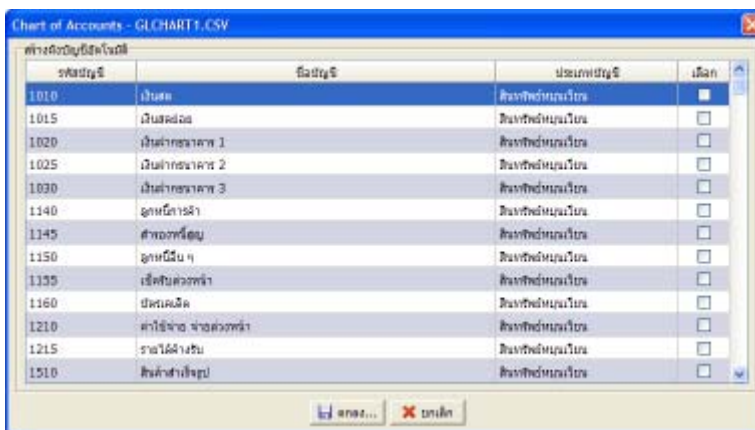 Chart of Accounts - GLCHART1.CSV
สร้างผังบัญชีอัตโนมัติ
รหัสบัญชี ชื่อบัญชี ประเภทบัญชี เลือก
1010 เงินสด สินทรัพย์หมุนเวียน
1015 เงินสดย่อย สินทรัพย์หมุนเวียน
1020 เงินฝากธนาคาร 1 สินทรัพย์หมุนเวียน
1025 เงินฝากธนาคาร 2 สินทรัพย์หมุนเวียน
1030 เงินฝากธนาคาร 3 สินทรัพย์หมุนเวียน
1140 ลูกหนี้การค้า สินทรัพย์หมุนเวียน
1145 สำรองหนี้สูญ สินทรัพย์หมุนเวียน
1150 ลูกหนี้อื่น ๆ สินทรัพย์หมุนเวียน
1155 เช็ครับล่วงหน้า สินทรัพย์หมุนเวียน
1160 บัตรเครดิต สินทรัพย์หมุนเวียน
1210 ค่าใช้จ่าย จ่ายล่วงหน้า สินทรัพย์หมุนเวียน
1215 รายได้ค้างรับ สินทรัพย์หมุนเวียน
1510 สินค้าสำเร็จรูป สินทรัพย์หมุนเวียน
ตกลง... ยกเลิก